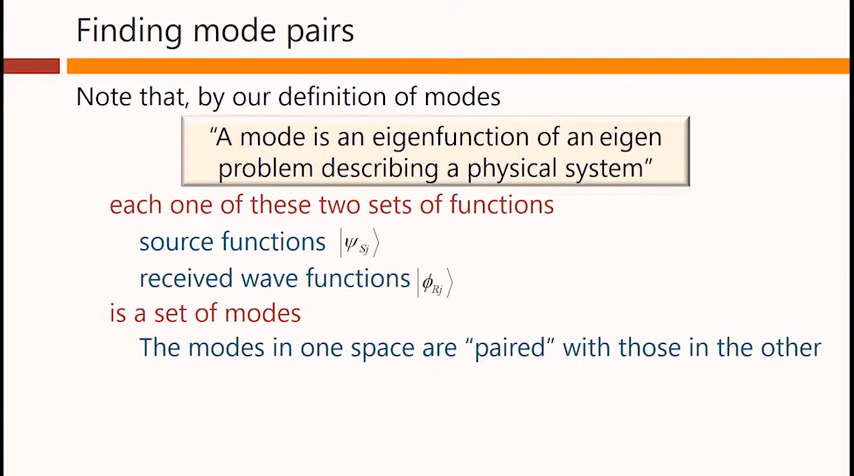 Finding mode pairs
Note that, by our definition of modes
“A mode is an eigenfunction of an eigen
problem describing a physical system”
each one of these two sets of functions
source functions |ψ_Sj⟩
received wave functions |ϕ_Rj⟩
is a set of modes
The modes in one space are “paired” with those in the other